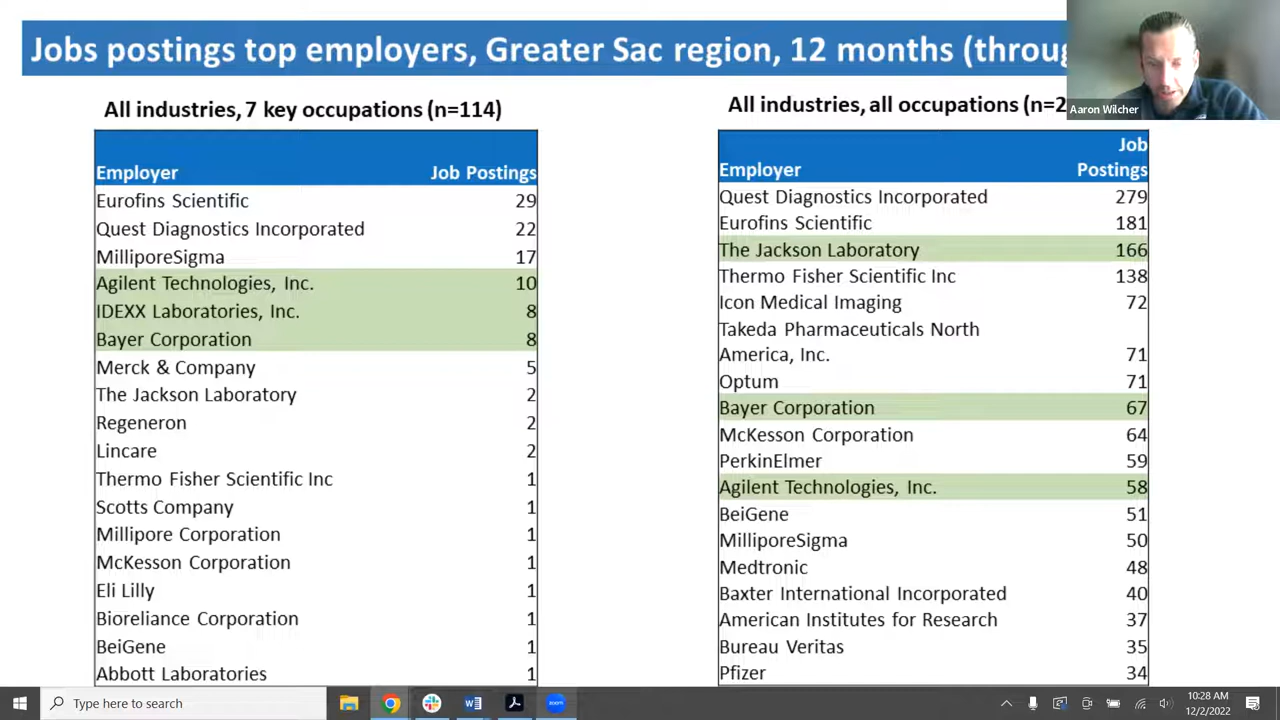 Jobs postings top employers, Greater Sac region, 12 months
Aaron Wilcher
All industries, 7 key occupations (n=114)
Employer Job Postings
Eurofins Scientific 29
Quest Diagnostics Incorporated 22
MilliporeSigma 17
Agilent Technologies, Inc. 10
IDEXX Laboratories, Inc. 8
Bayer Corporation 8
Merck & Company 5
The Jackson Laboratory 2
Regeneron 2
Lincare 2
Thermo Fisher Scientific Inc 1
Scotts Company 1
Millipore Corporation 1
McKesson Corporation 1
Eli Lilly 1
Bioreliance Corporation 1
BeiGene 1
Abbott Laboratories 1
All industries, all occupations
Job
Employer Postings
Quest Diagnostics Incorporated 279
Eurofins Scientific 181
The Jackson Laboratory 166
Thermo Fisher Scientific Inc 138
Icon Medical Imaging 72
Takeda Pharmaceuticals North
America, Inc. 71
Optum 71
Bayer Corporation 67
McKesson Corporation 64
PerkinElmer 59
Agilent Technologies, Inc. 58
BeiGene 51
MilliporeSigma 50
Medtronic 48
Baxter International Incorporated 40
American Institutes for Research 37
Bureau Veritas 35
Pfizer 34
Type here to search
zoom
10:28 AM
12/2/2022